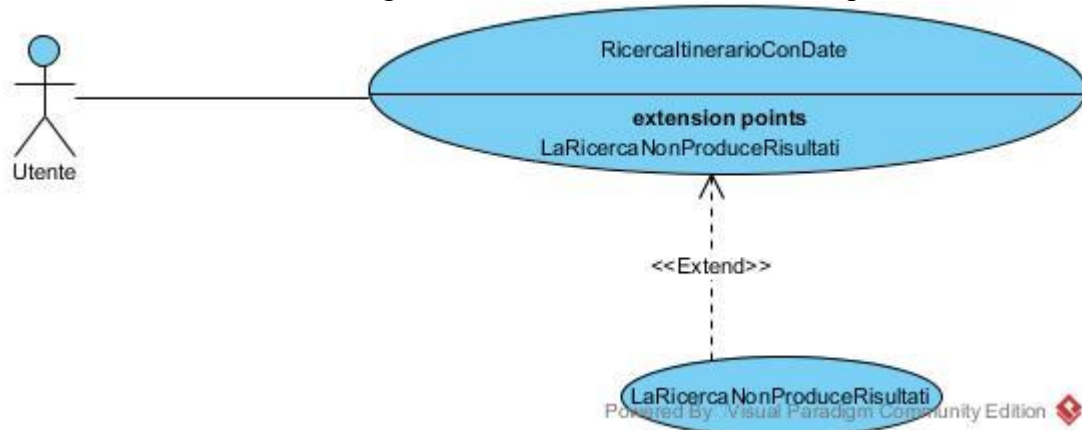 RicercaItinerarioConDate
extension points
LaRicercaNonProduceRisultati
Utente
<<Extend>>
LaRicercaNonProduceRisultati
Powered By Visual Paradigm Community Edition